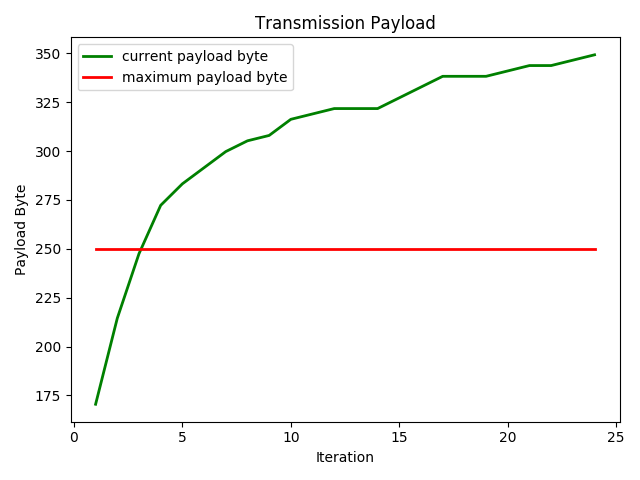 Transmission Payload
current payload byte
maximum payload byte
350
325
300
275
250
225
200
175
Payload Byte
0
5
10
15
20
25
Iteration